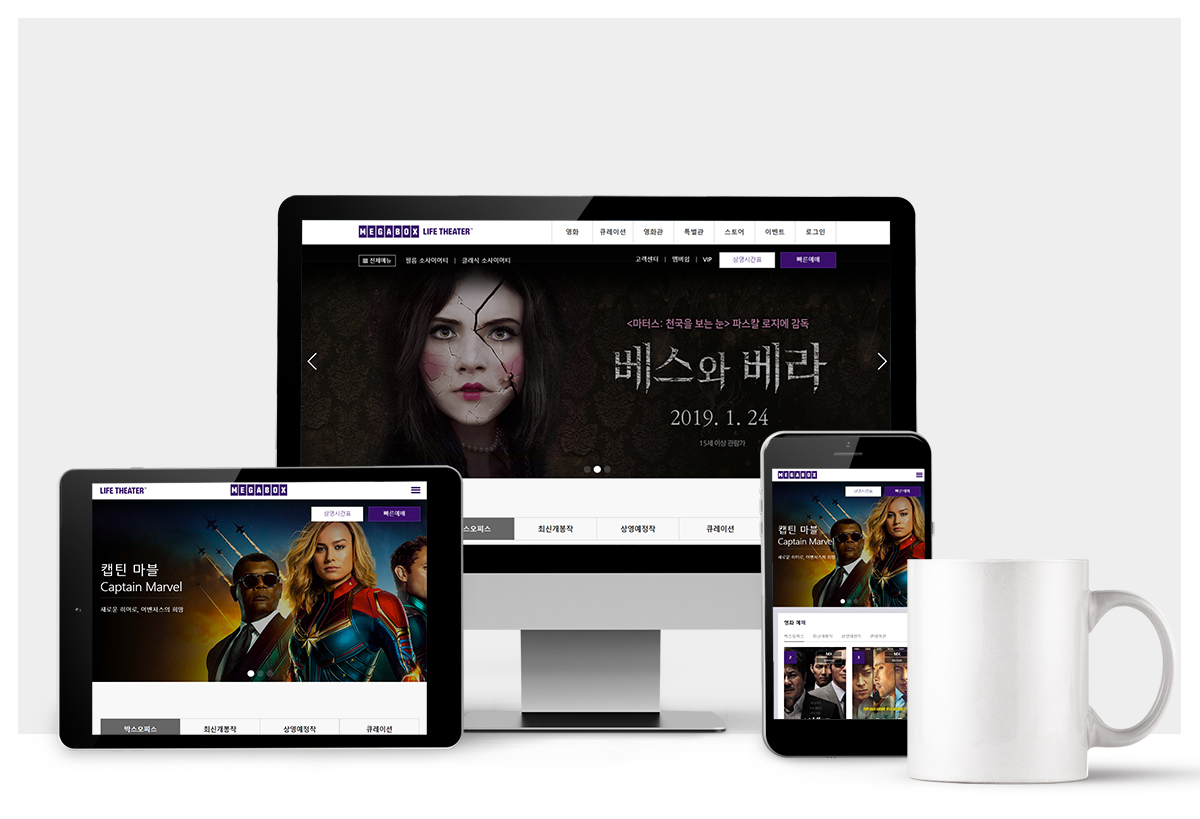 MEGABOX LIFE THEATER™
영화 큐레이션 영화관 특별관 스토어 이벤트 로그인
전체메뉴 필름 소사이어티 | 클래식 소사이어티
고객센터 | 멤버쉽 | VIP 상영시간표 빠른예매
<마터스: 천국을 보는 눈> 파스칼 로지에 감독
베스와 베라
2019. 1. 24
15세 이상 관람가
스오피스 최신개봉작 상영예정작 큐레이션
LIFE THEATER™ MEGABOX
상영시간표 빠른예매
캡틴 마블
Captain Marvel
새로운 히어로, 어벤져스의 희망
박스오피스 최신개봉작 상영예정작 큐레이션
MEGABOX
상영시간표 빠른예매
캡틴 마블
Captain Marvel
새로운 히어로, 어벤져스의 희망
영화 예매
박스오피스 최신개봉작 상영예정작 큐레이션
2
3